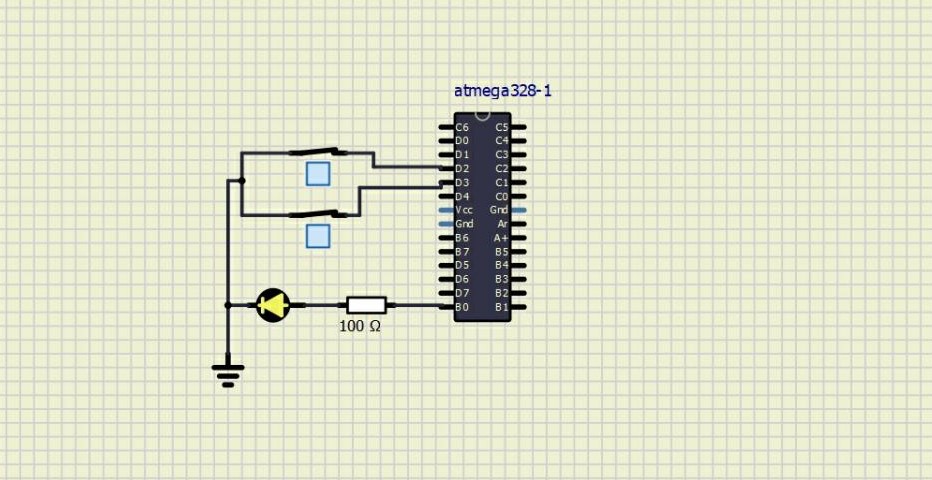 atmega328-1
C6 C5
D0 C4
D1 C3
D2 C2
D3 C1
D4 C0
Vcc Gnd
Gnd Ar
B6 A+
B7 B5
D5 B4
D6 B3
D7 B2
B0 B1
100 Ω